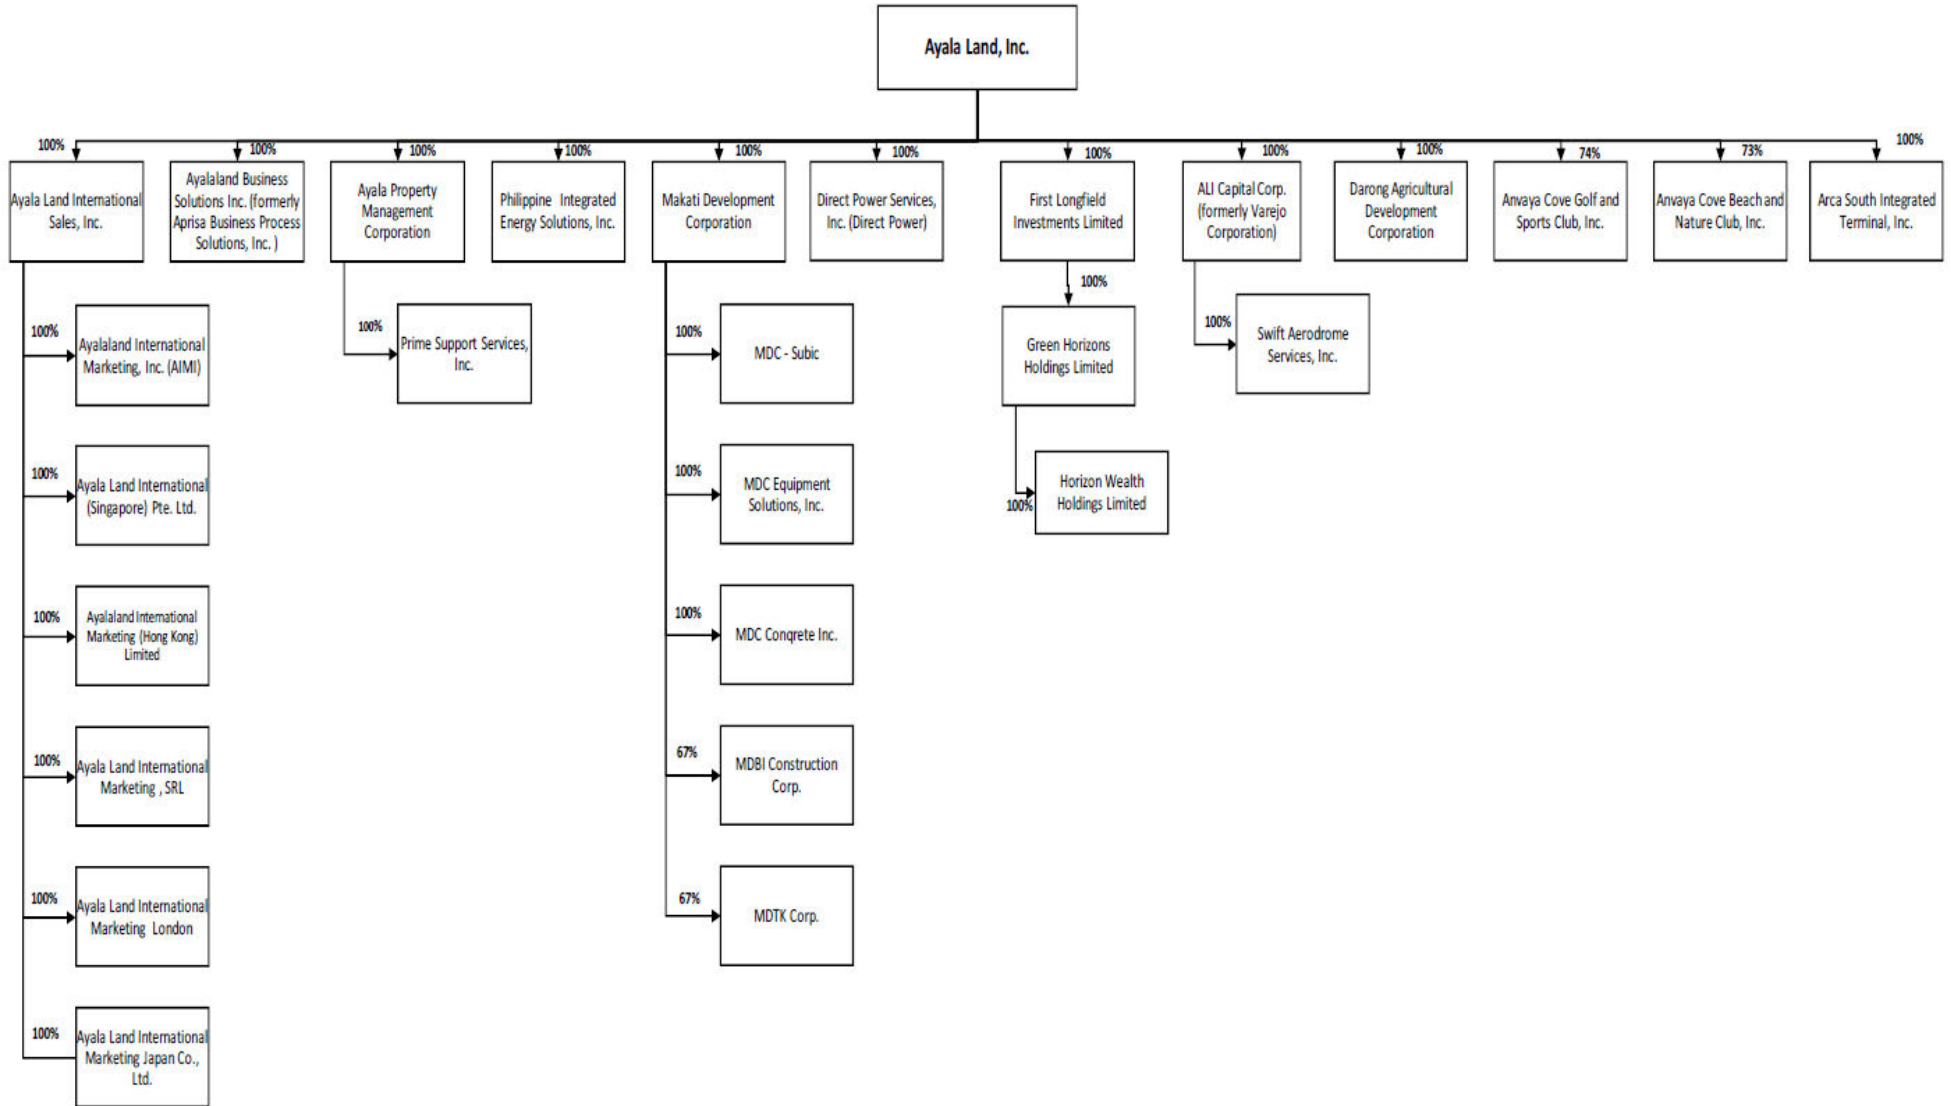 Ayala Land, Inc.
100%
100%
100%
100%
100%
100%
100%
100%
100%
74%
73%
100%
Ayala Land International
Sales, Inc.
Ayalaland Business
Solutions Inc. (formerly
Aprisa Business Process
Solutions, Inc. )
Ayala Property
Management
Corporation
Philippine Integrated
Energy Solutions, Inc.
Makati Development
Corporation
Direct Power Services,
Inc. (Direct Power)
First Longfield
Investments Limited
ALI Capital Corp.
(formerly Varejo
Corporation)
Darong Agricultural
Development
Corporation
Anvaya Cove Golf and
Sports Club, Inc.
Anvaya Cove Beach and
Nature Club, Inc.
Arca South Integrated
Terminal, Inc.
100%
Ayalaland International
Marketing, Inc. (AIMI)
100%
Ayala Land International
(Singapore) Pte. Ltd.
100%
Ayalaland International
Marketing (Hong Kong)
Limited
100%
Ayala Land International
Marketing , SRL
100%
Ayala Land International
Marketing London
100%
Ayala Land International
Marketing Japan Co.,
Ltd.
100%
Prime Support Services,
Inc.
100%
MDC - Subic
100%
MDC Equipment
Solutions, Inc.
100%
MDC Conqrete Inc.
67%
MDBI Construction
Corp.
67%
MDTK Corp.
100%
Green Horizons
Holdings Limited
100%
Horizon Wealth
Holdings Limited
100%
Swift Aerodrome
Services, Inc.